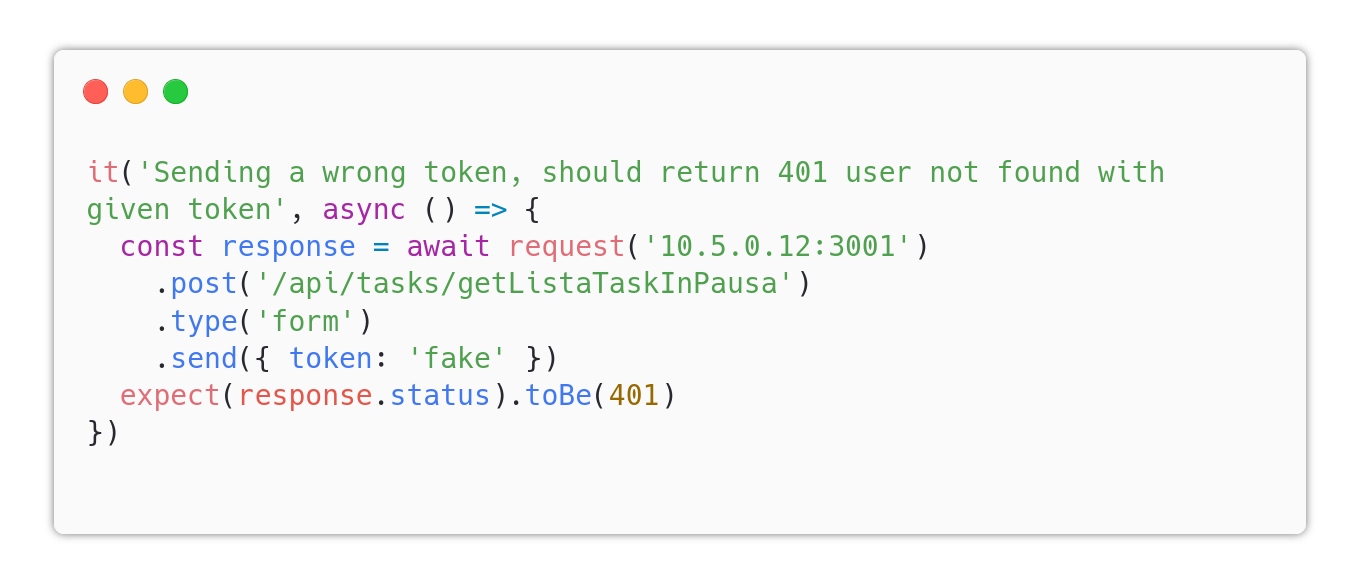 it('Sending a wrong token, should return 401 user not found with
given token', async () => {
  const response = await request('10.5.0.12:3001')
    .post('/api/tasks/getListaTaskInPausa')
    .type('form')
    .send({ token: 'fake' })
  expect(response.status).toBe(401)
})